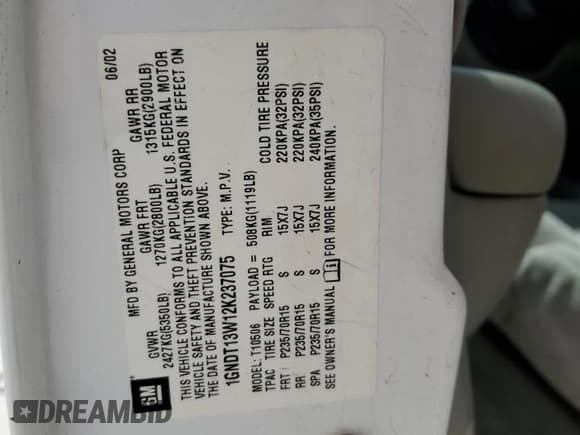 GM
MFD BY GENERAL MOTORS CORP 06/02
GVWR GAWR FRT GAWR RR
2427KG(5350LB) 1270KG(2800LB) 1315KG(2900LB)
THIS VEHICLE CONFORMS TO ALL APPLICABLE U.S. FEDERAL MOTOR
VEHICLE SAFETY AND THEFT PREVENTION STANDARDS IN EFFECT ON
THE DATE OF MANUFACTURE SHOWN ABOVE.
1GNDT13W12K237075 TYPE: M.P.V.
MODEL: T10506 PAYLOAD = 508KG(1119LB)
TPAC TIRE SIZE SPEED RTG RIM COLD TIRE PRESSURE
FRT P235/70R15 S 15X7J 220KPA(32PSI)
RR P235/70R15 S 15X7J 220KPA(32PSI)
SPA P235/70R15 S 15X7J 240KPA(35PSI)
SEE OWNER'S MANUAL FOR MORE INFORMATION.
DREAMBID